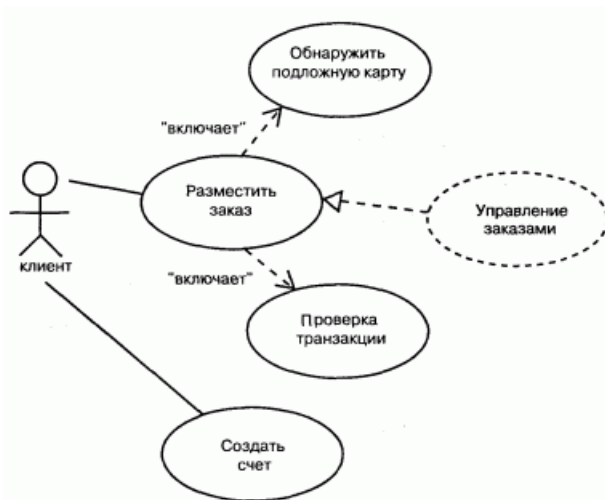 Обнаружить
подложную карту
"включает"
Разместить
заказ
Управление
заказами
клиент
"включает"
Проверка
транзакции
Создать
счет